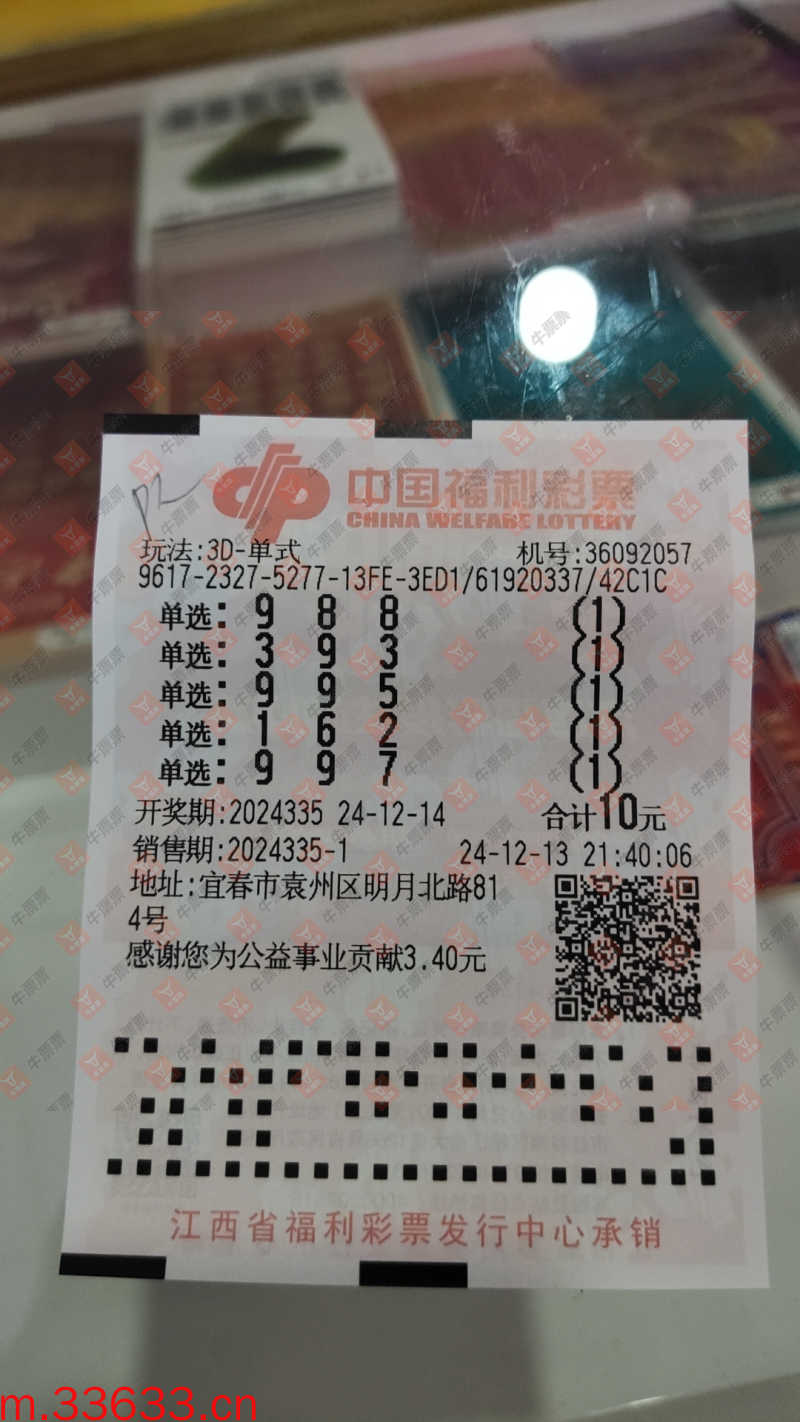 中国福利彩票
CHINA WELFARE LOTTERY
玩法:3D-单式 机号:36092057
9617-2327-5277-13FE-3ED1/61920337/42C1C
单选: 9 8 8 (1)
单选: 3 9 3 (1)
单选: 9 9 5 (1)
单选: 1 6 2 (1)
单选: 9 9 7 (1)
开奖期:2024335 24-12-14 合计10元
销售期:2024335-1 24-12-13 21:40:06
地址:宜春市袁州区明月北路81
4号
感谢您为公益事业贡献3.40元
江西省福利彩票发行中心承销
牛票票
m.33633.cn